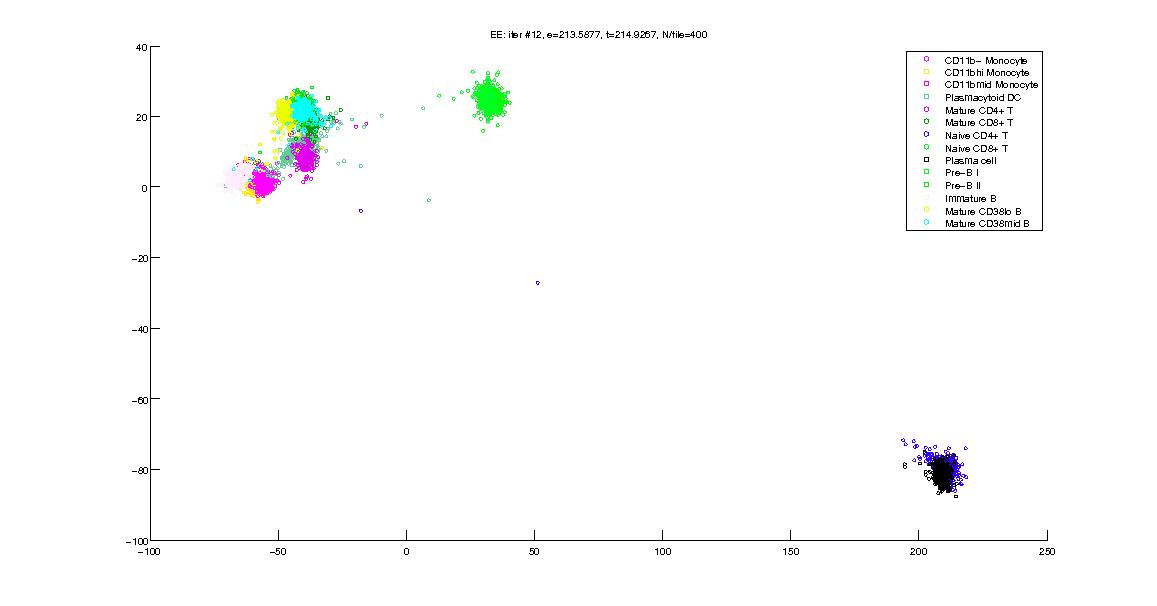 EE: iter #12, e=213.5877, t=214.9257, N/tile=400
40
20
0
−20
−40
−60
−80
−100
−100
−50
0
50
100
150
200
250
CD11b− Monocyte
CD11bhi Monocyte
CD11bmid Monocyte
Plasmacytoid DC
Mature CD4+ T
Mature CD8+ T
Naive CD4+ T
Naive CD8+ T
Plasma cell
Pre−B I
Pre−B II
Immature B
Mature CD38lo B
Mature CD38mid B